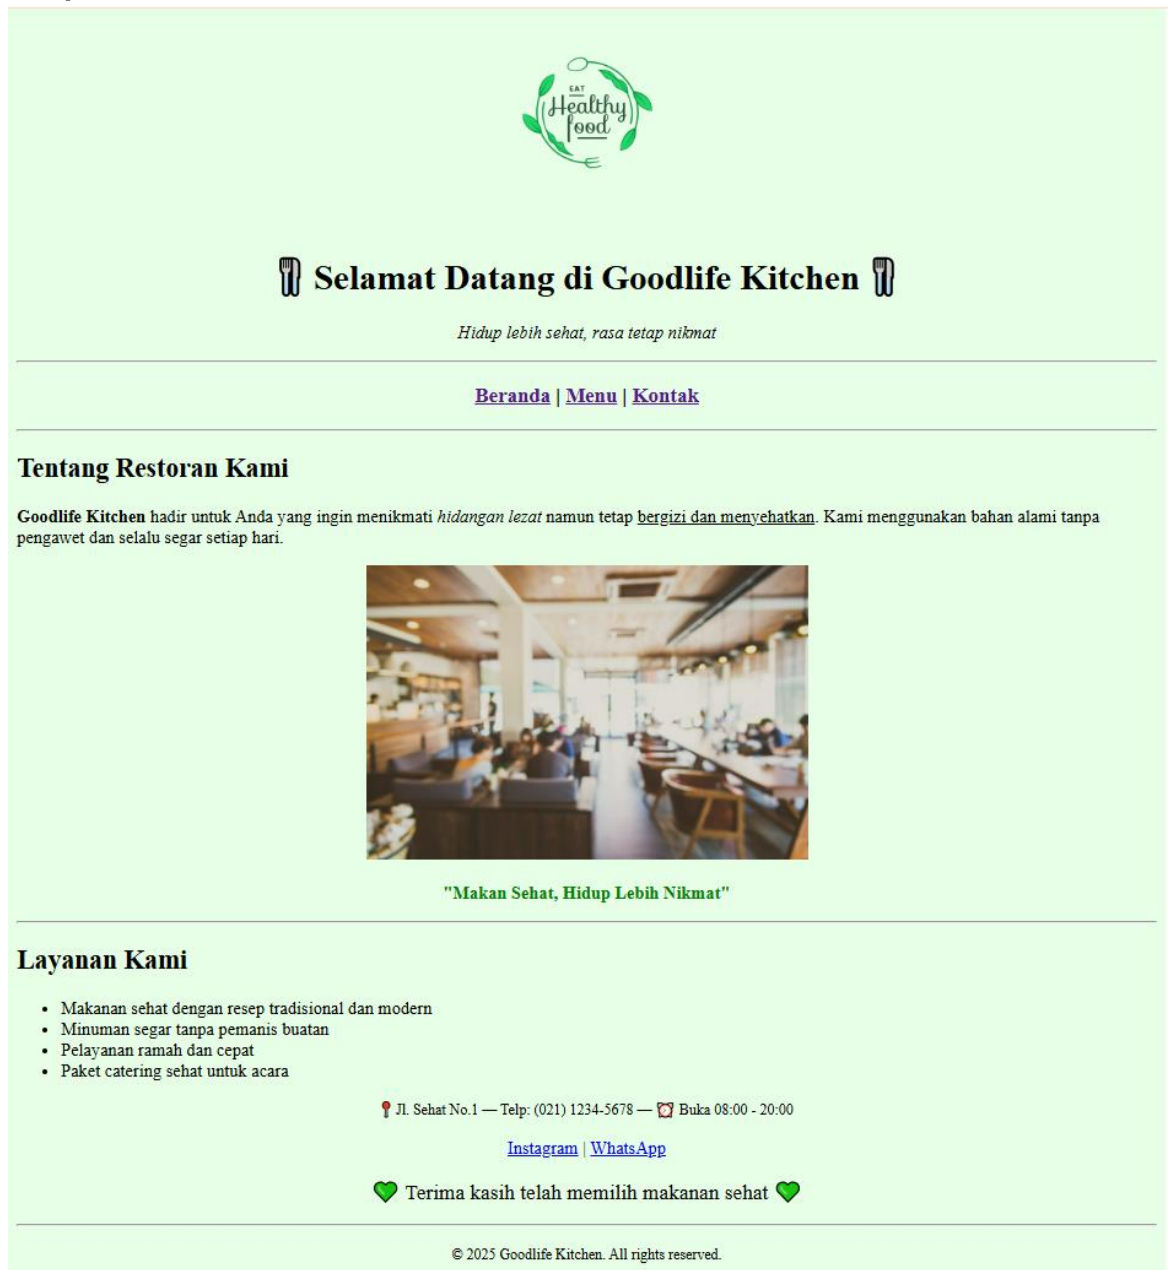 EAT
Healthy
food
🍴 Selamat Datang di Goodlife Kitchen 🍴
Hidup lebih sehat, rasa tetap nikmat
Beranda | Menu | Kontak
Tentang Restoran Kami
Goodlife Kitchen hadir untuk Anda yang ingin menikmati hidangan lezat namun tetap bergizi dan menyehatkan. Kami menggunakan bahan alami tanpa
pengawet dan selalu segar setiap hari.
"Makan Sehat, Hidup Lebih Nikmat"
Layanan Kami
• Makanan sehat dengan resep tradisional dan modern
• Minuman segar tanpa pemanis buatan
• Pelayanan ramah dan cepat
• Paket catering sehat untuk acara
📍 Jl. Sehat No.1 — Telp: (021) 1234-5678 — ⏰ Buka 08:00 - 20:00
Instagram | WhatsApp
💚 Terima kasih telah memilih makanan sehat 💚
© 2025 Goodlife Kitchen. All rights reserved.